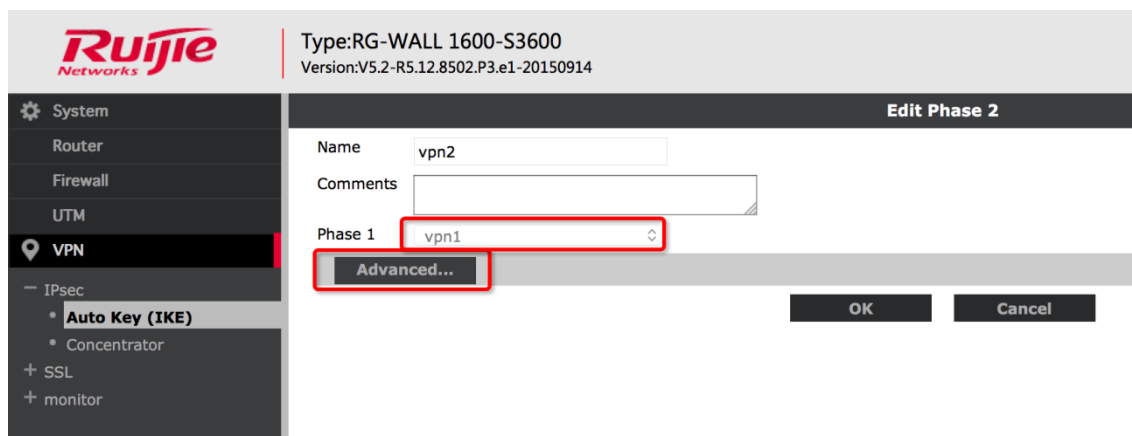 Ruijie
Networks
Type:RG-WALL 1600-S3600
Version:V5.2-R5.12.8502.P3.e1-20150914
System
Router
Firewall
UTM
VPN
IPsec
Auto Key (IKE)
Concentrator
SSL
monitor
Edit Phase 2
Name vpn2
Comments
Phase 1 vpn1
Advanced...
OK Cancel